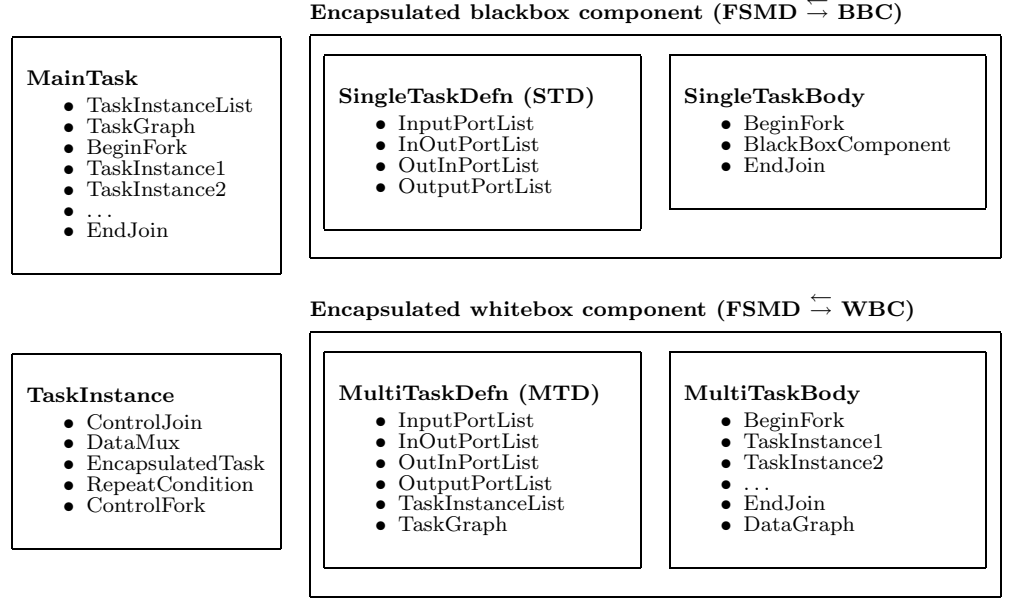 Encapsulated blackbox component (FSMD ⇆ BBC)
MainTask
• TaskInstanceList
• TaskGraph
• BeginFork
• TaskInstance1
• TaskInstance2
• ...
• EndJoin
SingleTaskDefn (STD)
• InputPortList
• InOutPortList
• OutInPortList
• OutputPortList
SingleTaskBody
• BeginFork
• BlackBoxComponent
• EndJoin
Encapsulated whitebox component (FSMD ⇆ WBC)
TaskInstance
• ControlJoin
• DataMux
• EncapsulatedTask
• RepeatCondition
• ControlFork
MultiTaskDefn (MTD)
• InputPortList
• InOutPortList
• OutInPortList
• OutputPortList
• TaskInstanceList
• TaskGraph
MultiTaskBody
• BeginFork
• TaskInstance1
• TaskInstance2
• ...
• EndJoin
• DataGraph